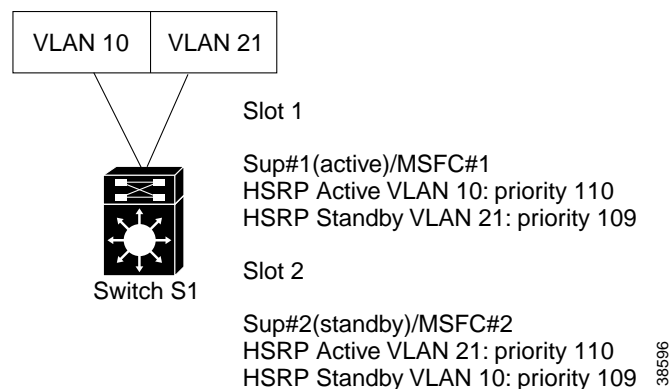 VLAN 10
VLAN 21
Slot 1
Sup#1(active)/MSFC#1
HSRP Active VLAN 10: priority 110
HSRP Standby VLAN 21: priority 109
Switch S1
Slot 2
Sup#2(standby)/MSFC#2
HSRP Active VLAN 21: priority 110
HSRP Standby VLAN 10: priority 109
38596